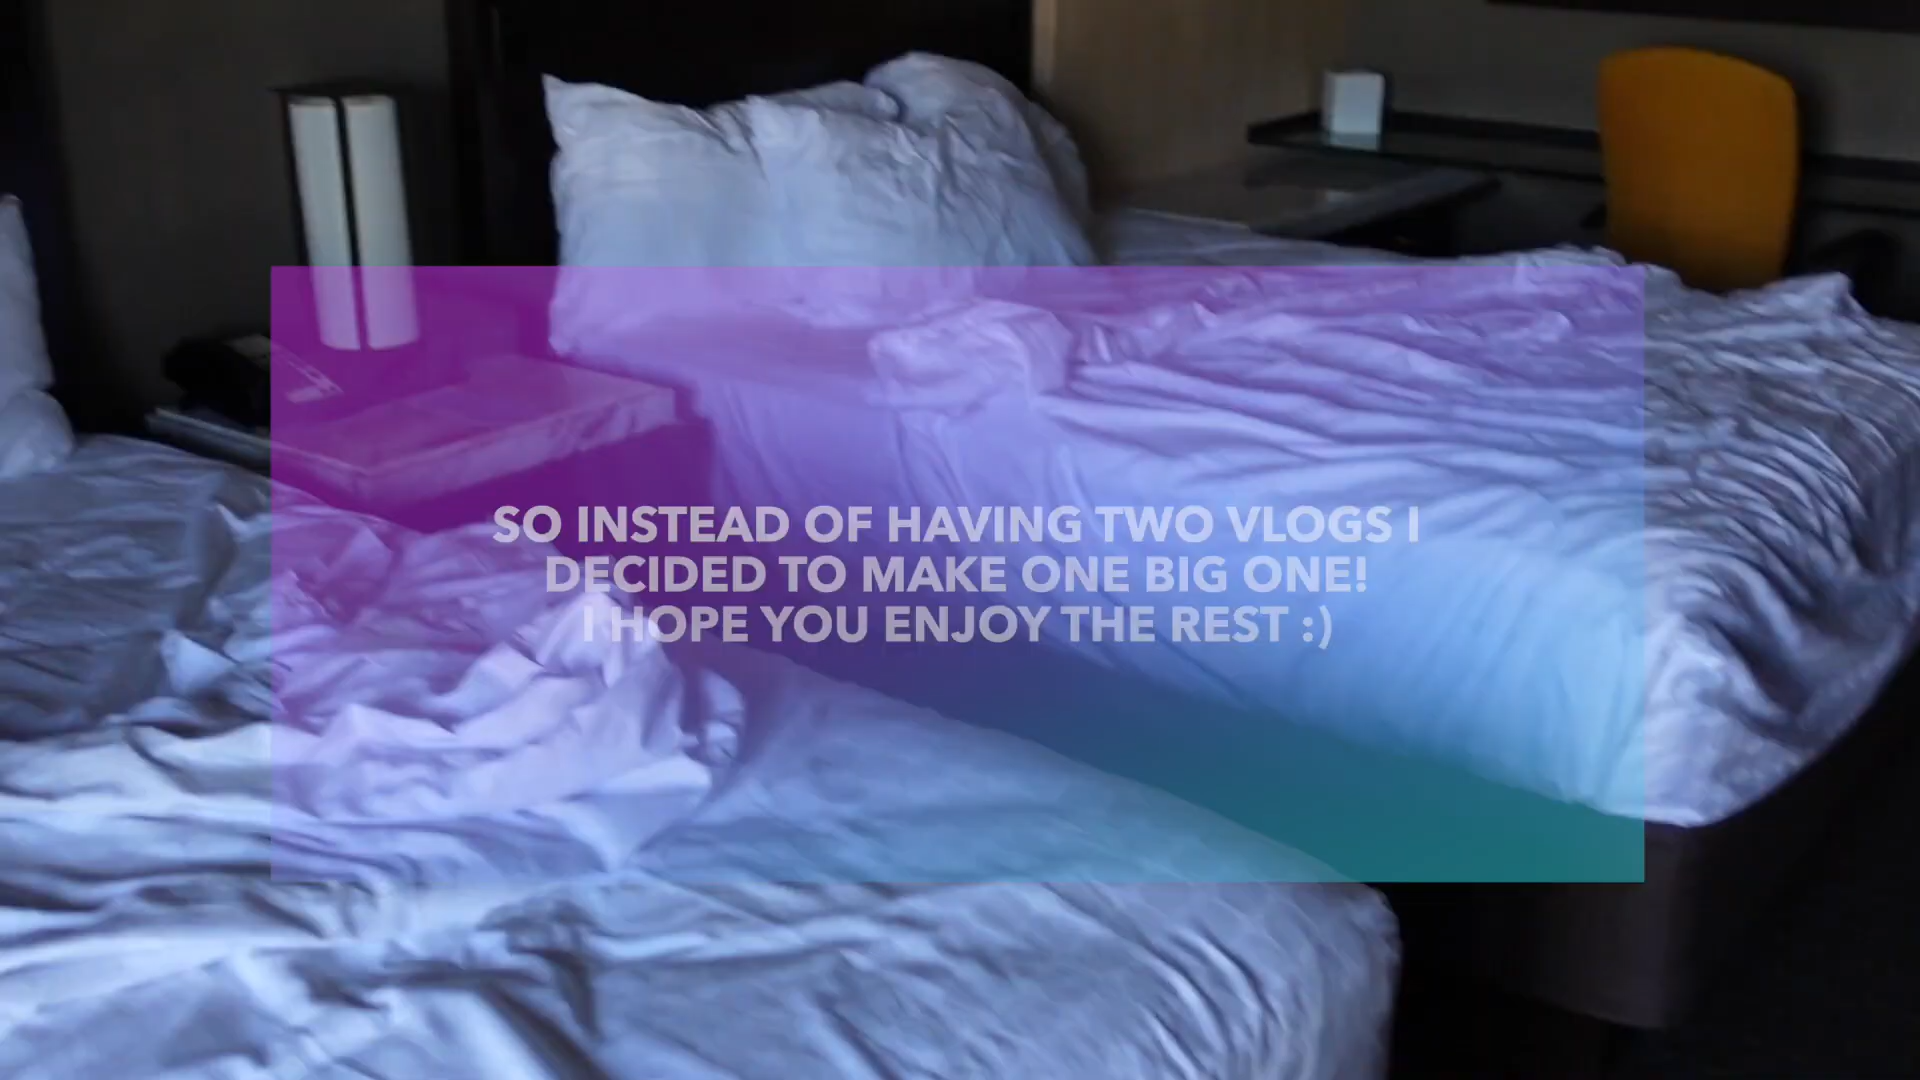 SO INSTEAD OF HAVING TWO VLOGS I
DECIDED TO MAKE ONE BIG ONE!
I HOPE YOU ENJOY THE REST :)